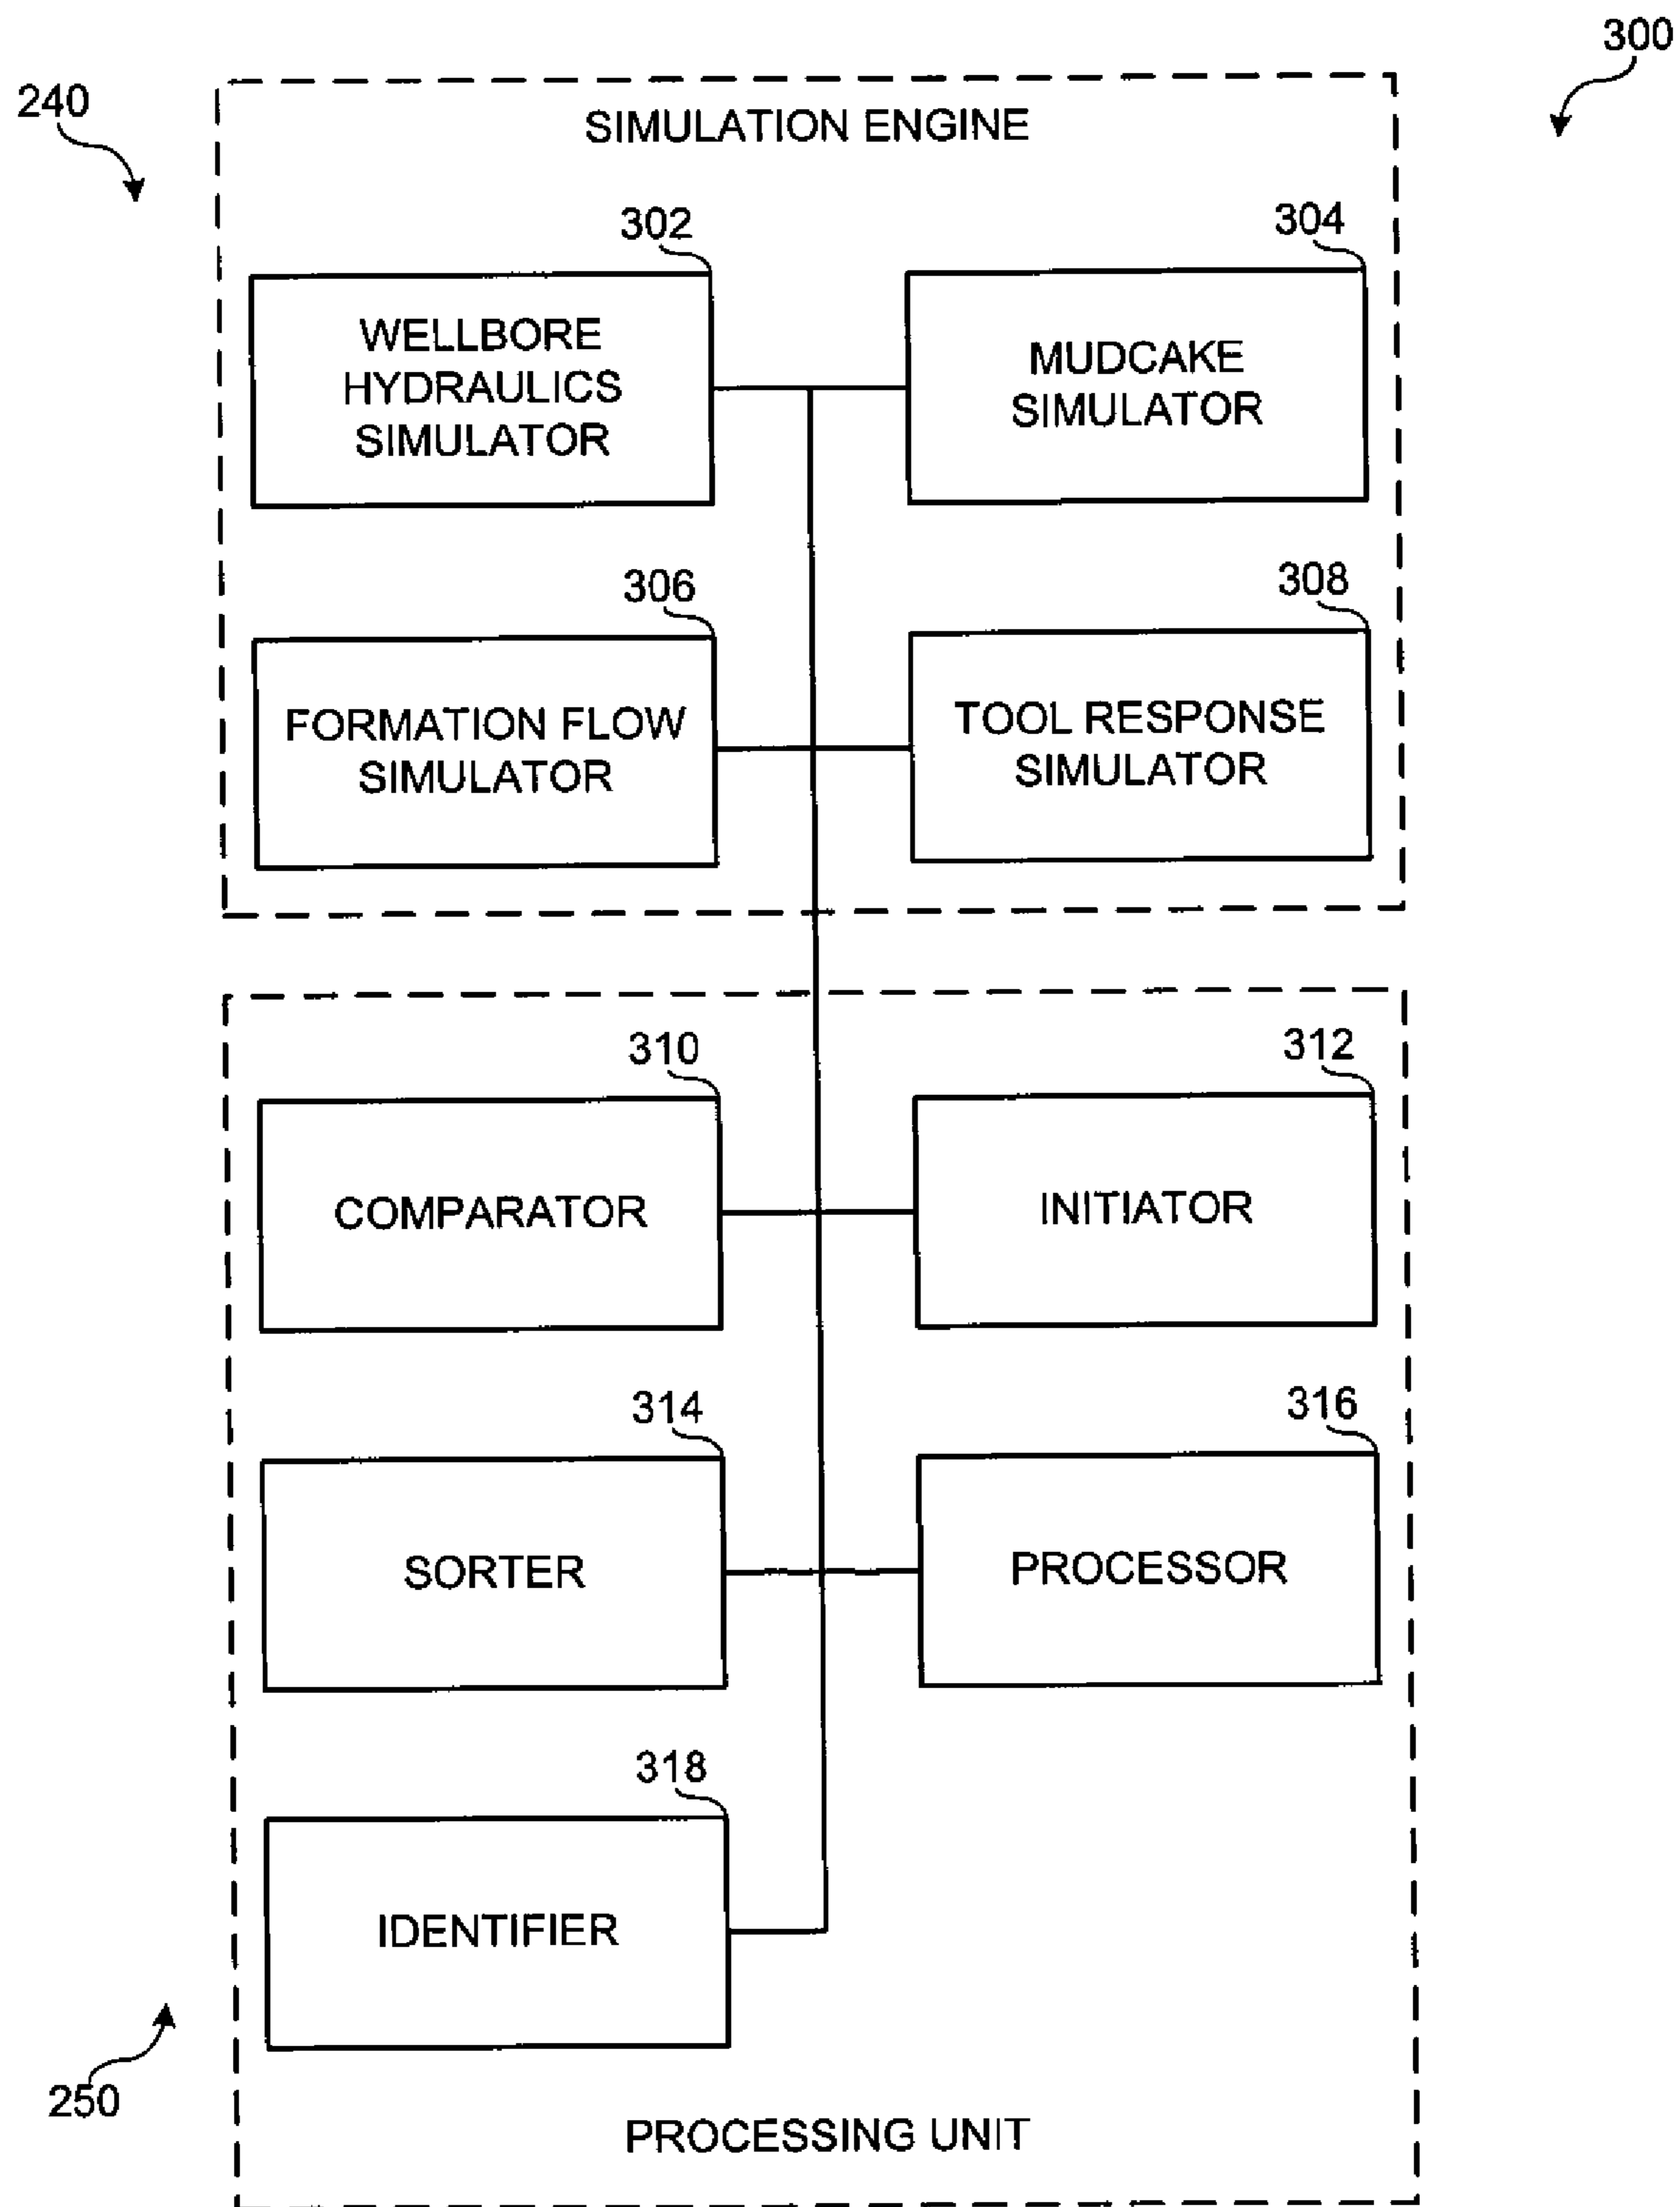 300
240
SIMULATION ENGINE
302
304
WELLBORE
HYDRAULICS
SIMULATOR
MUDCAKE
SIMULATOR
306
308
FORMATION FLOW
SIMULATOR
TOOL RESPONSE
SIMULATOR
310
312
COMPARATOR
INITIATOR
314
316
SORTER
PROCESSOR
318
IDENTIFIER
250
PROCESSING UNIT